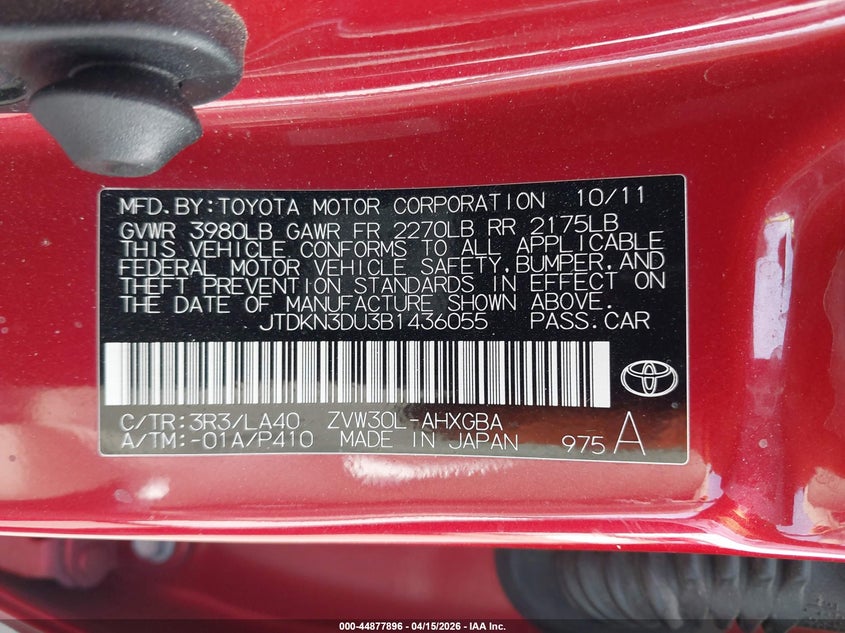 MFD.BY:TOYOTA MOTOR CORPORATION 10/11
GVWR 3980LB GAWR FR 2270LB RR 2175LB
THIS VEHICLE CONFORMS TO ALL APPLICABLE
FEDERAL MOTOR VEHICLE SAFETY,BUMPER,AND
THEFT PREVENTION STANDARDS IN EFFECT ON
THE DATE OF MANUFACTURE SHOWN ABOVE.
JTDKN3DU3B1436055 PASS.CAR
C/TR:3R3/LA40 ZVW30L-AHXGBA
A/TM:-01A/P410 MADE IN JAPAN 975 A
000-44877896 - 04/15/2026 - IAA Inc.